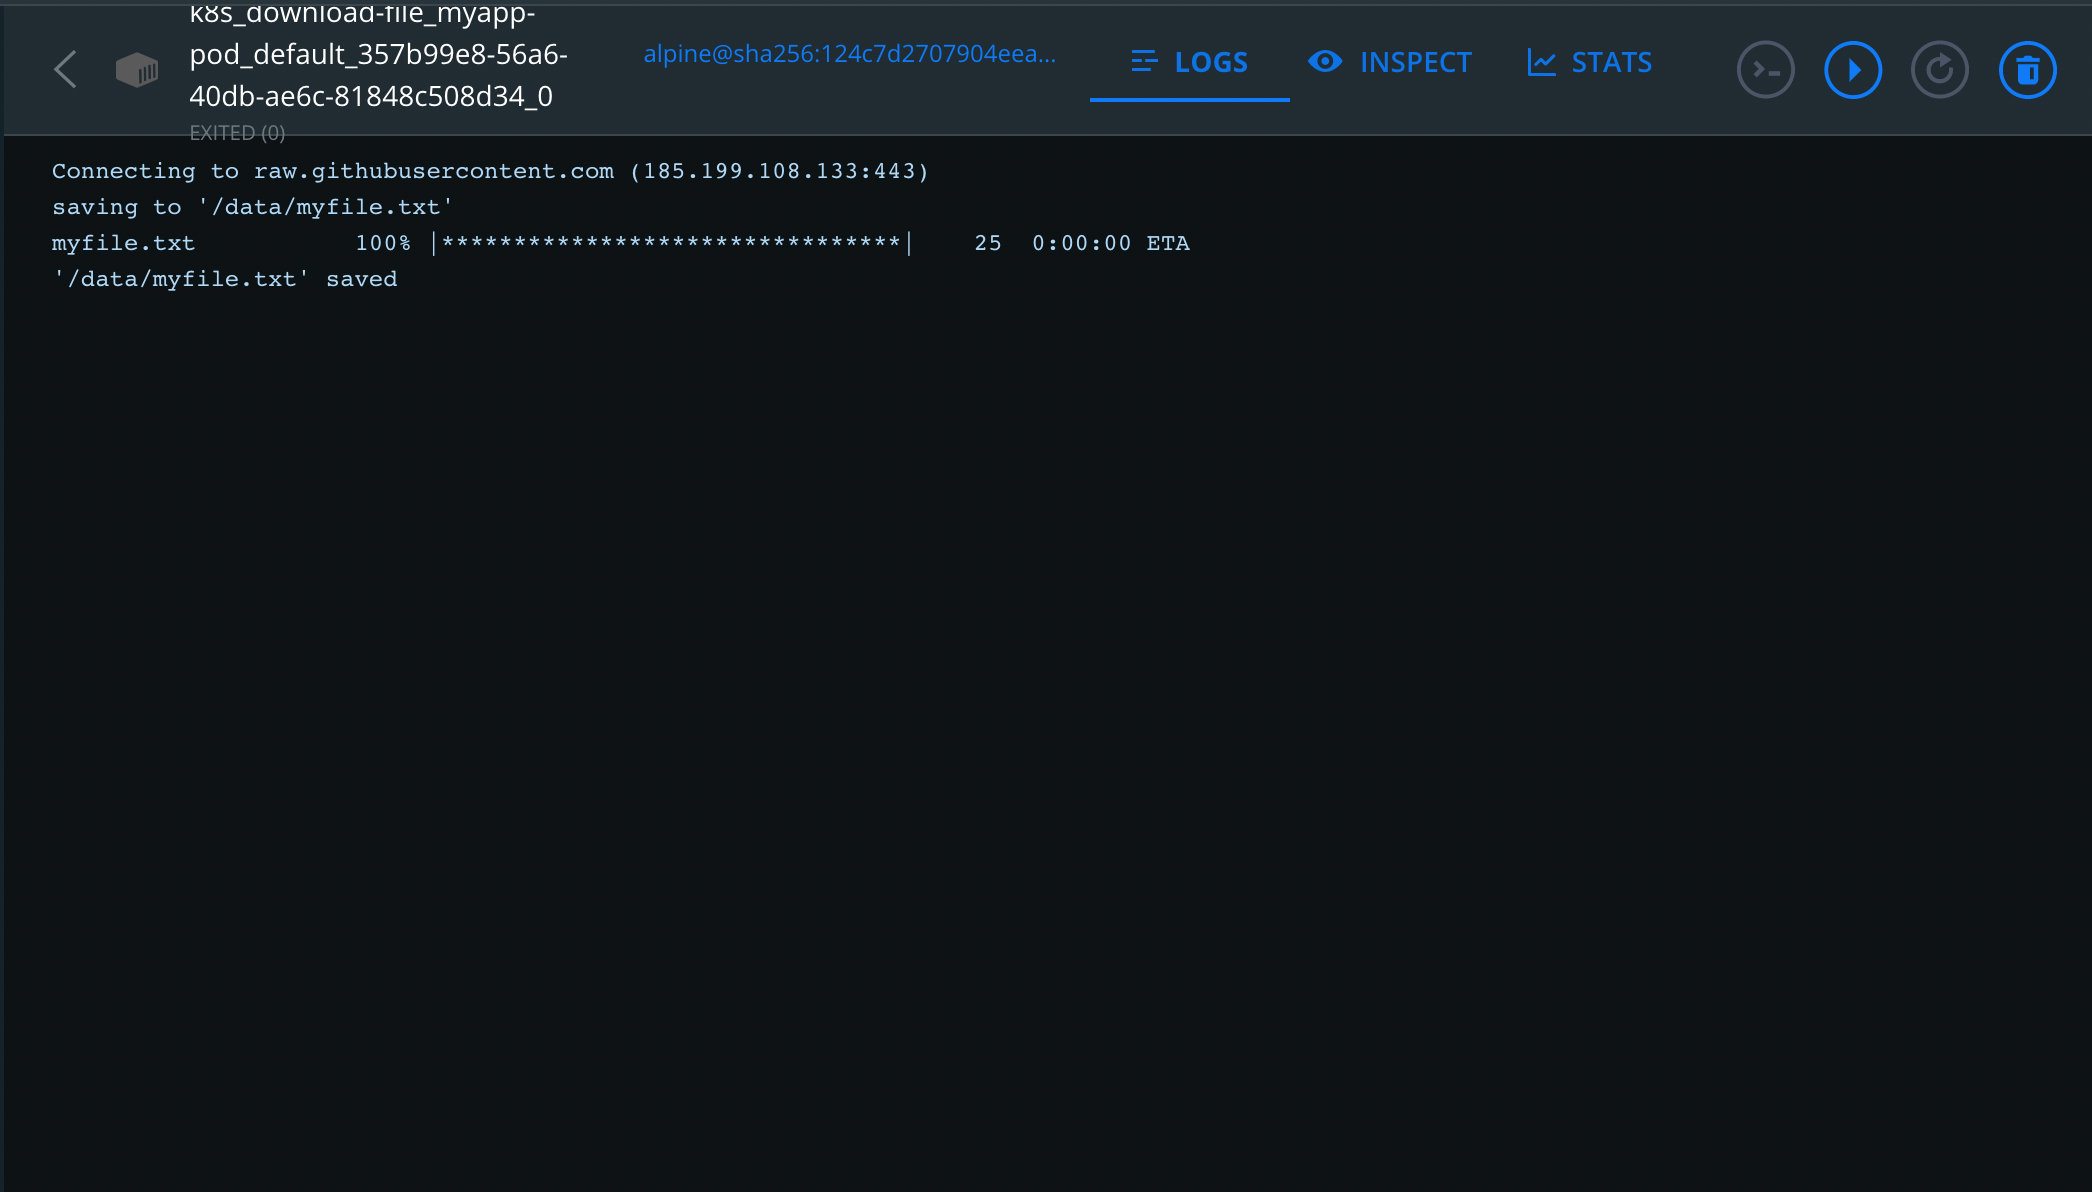 k8s_download-file_myapp-
pod_default_357b99e8-56a6-
40db-ae6c-81848c508d34_0
EXITED (0)
alpine@sha256:124c7d2707904eea...
LOGS
INSPECT
STATS
Connecting to raw.githubusercontent.com (185.199.108.133:443)
saving to '/data/myfile.txt'
myfile.txt           100% |********************************|    25  0:00:00 ETA
'/data/myfile.txt' saved